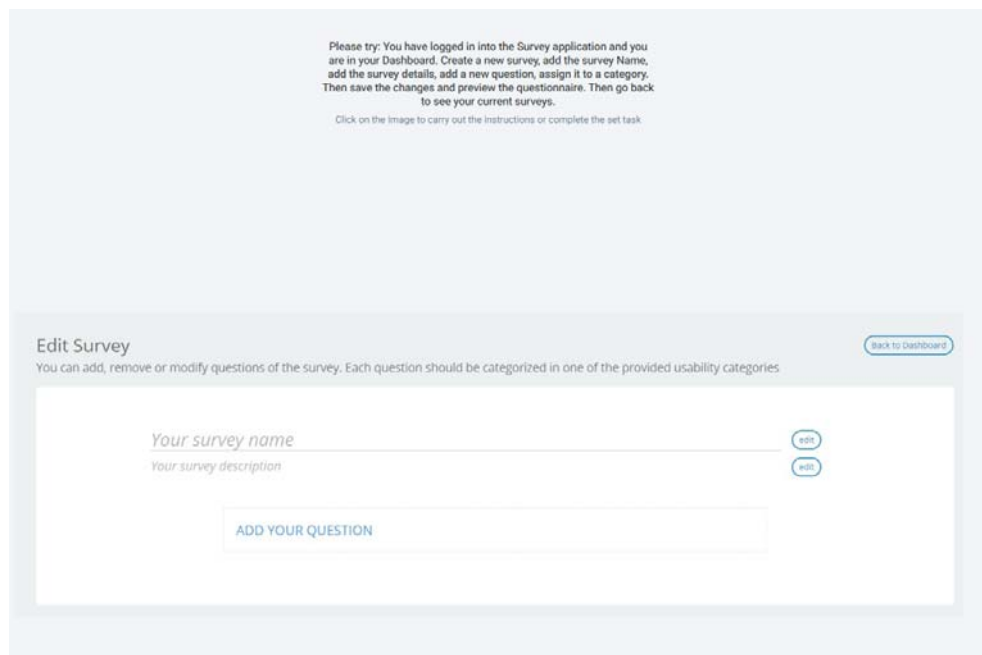 Please try: You have logged in into the Survey application and you
are in your Dashboard. Create a new survey, add the survey Name,
add the survey details, add a new question, assign it to a category.
Then save the changes and preview the questionnaire. Then go back
to see your current surveys.
Click on the image to carry out the instructions or complete the set task
Edit Survey
Back to Dashboard
You can add, remove or modify questions of the survey. Each question should be categorized in one of the provided usability categories
Your survey name
edit
Your survey description
edit
ADD YOUR QUESTION